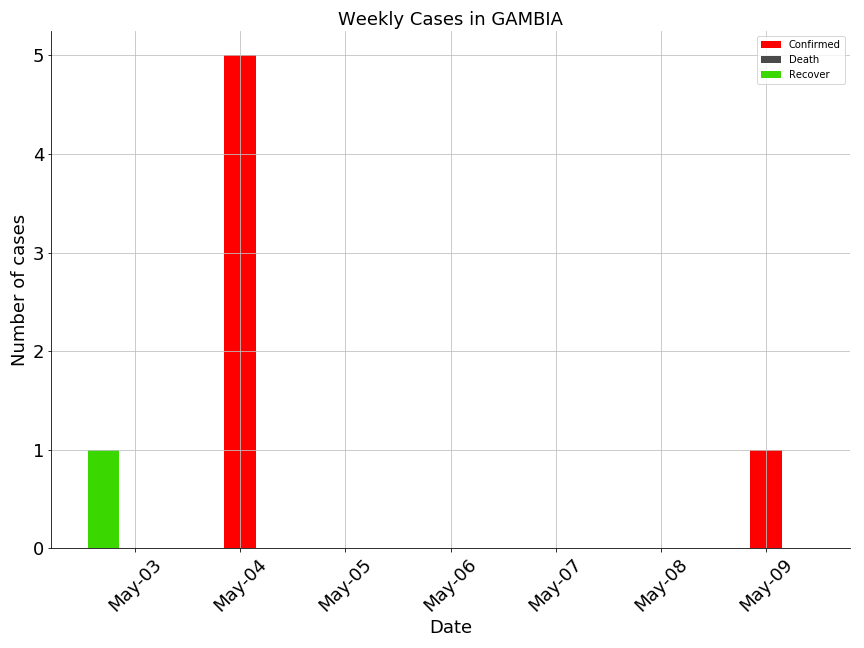 Weekly Cases in GAMBIA
Confirmed
Death
Recover
Number of cases
5
4
3
2
1
0
May-03
May-04
May-05
May-06
May-07
May-08
May-09
Date